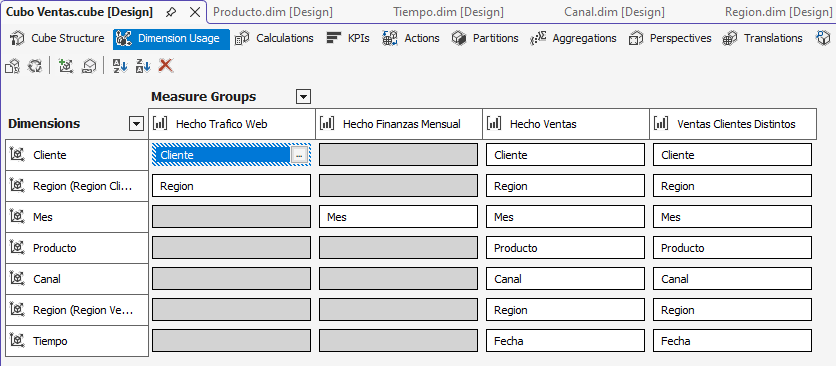 Cubo Ventas.cube [Design] Producto.dim [Design] Tiempo.dim [Design] Canal.dim [Design] Region.dim [Design]
Cube Structure Dimension Usage Calculations KPIs Actions Partitions Aggregations Perspectives Translations
Measure Groups
Dimensions Hecho Trafico Web Hecho Finanzas Mensual Hecho Ventas Ventas Clientes Distintos
Cliente Cliente ... Cliente Cliente
Region (Region Cli... Region Region Region
Mes Mes Mes Mes
Producto Producto Producto
Canal Canal Canal
Region (Region Ve... Region Region
Tiempo Fecha Fecha